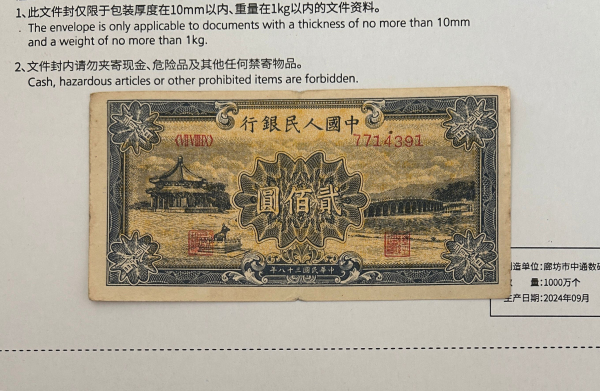 1、此文件封仅限于包装厚度在10mm以内、重量在1kg以内的文件资料。
. The envelope is only applicable to documents with a thickness of no more than 10mm
and a weight of no more than 1kg.
2、文件封内请勿夹寄现金、危险品及其他任何禁寄物品。
Cash, hazardous articles or other prohibited items are forbidden.
行銀民人國中
7714391
圓佰貳
年八十三國民華中
造单位:廊坊市中通数码
量:1000万个
生产日期:2024年09月